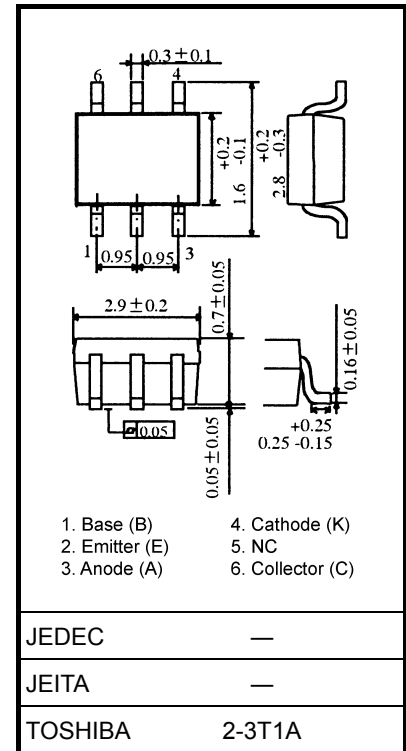 0.3±0.1
6 4
+0.2
1.6 -0.1
+0.2
2.8 -0.3
1 0.95 0.95 3
2.9±0.2
0.7±0.05
0.16±0.05
0.05
0.05±0.05
+0.25
0.25 -0.15
1. Base (B) 4. Cathode (K)
2. Emitter (E) 5. NC
3. Anode (A) 6. Collector (C)
JEDEC —
JEITA —
TOSHIBA 2-3T1A